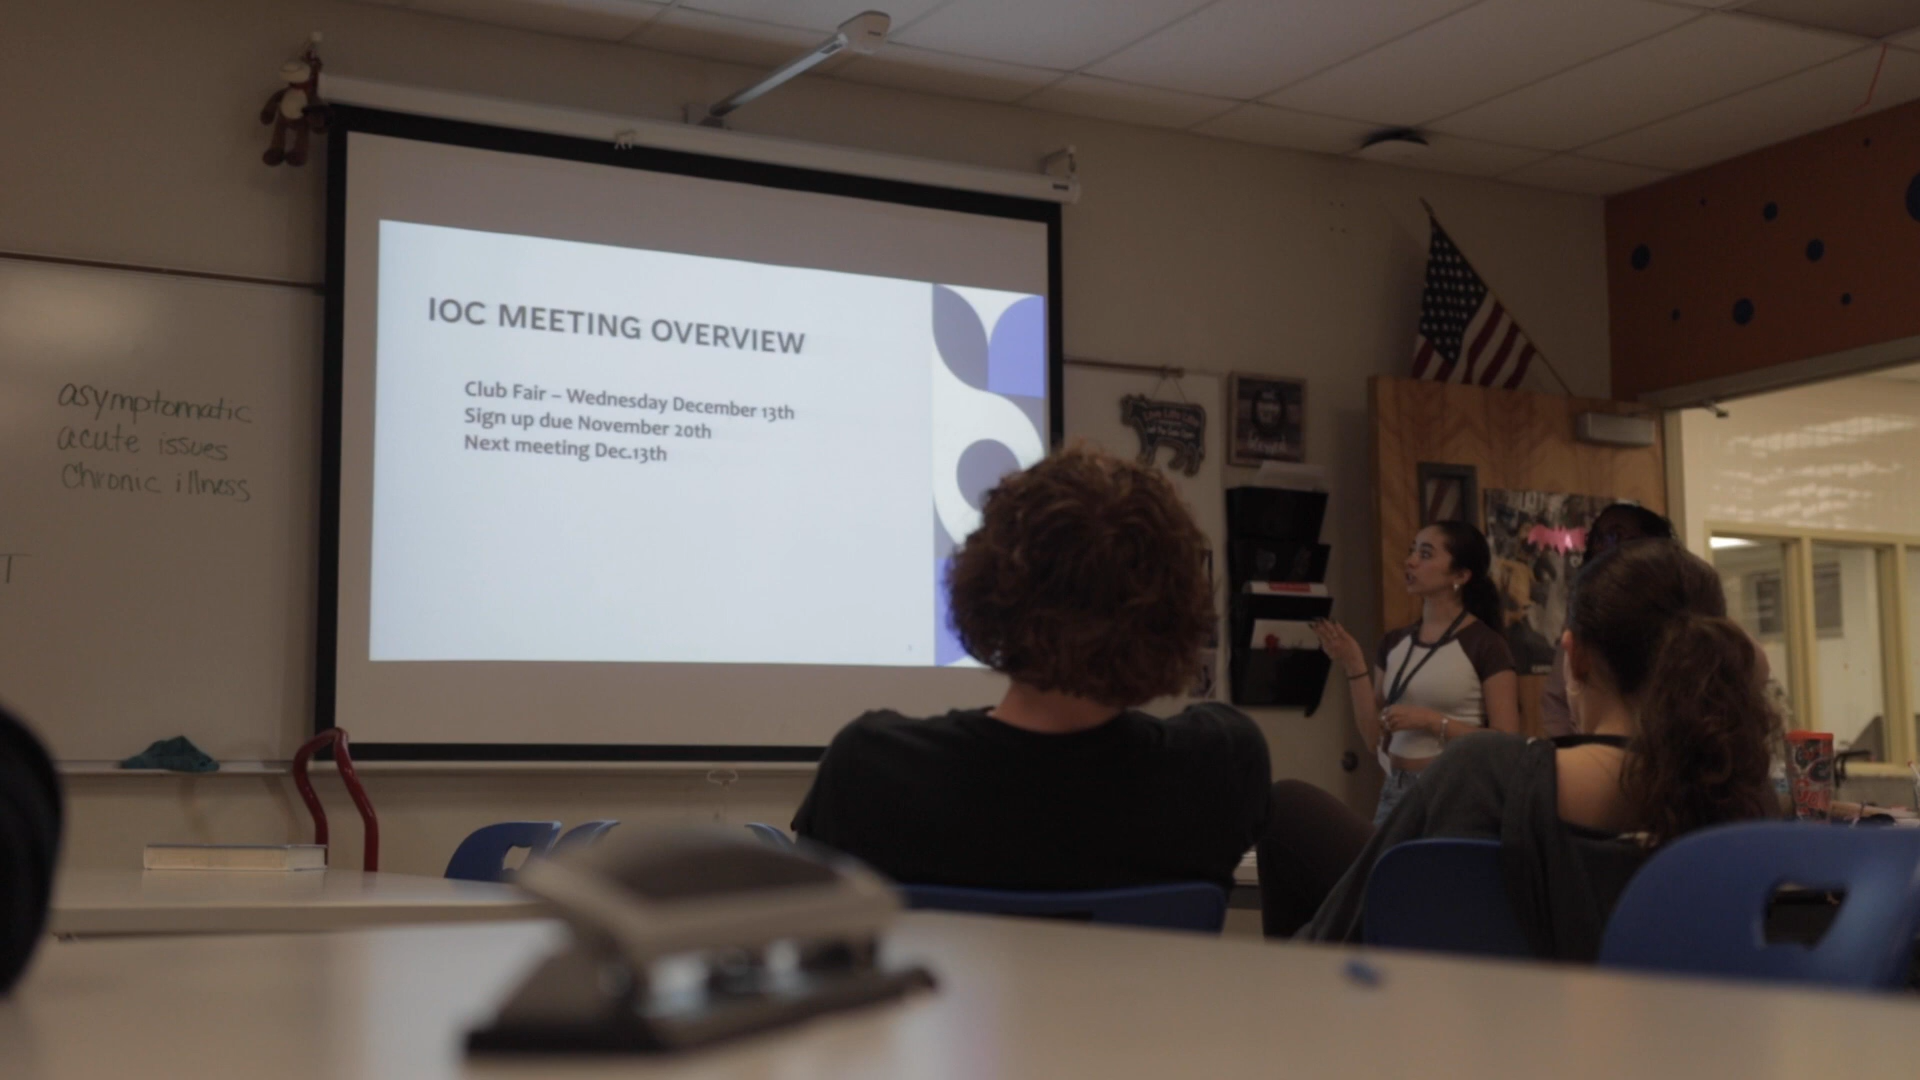 asymptomatic
acute issues
Chronic illness
T
IOC MEETING OVERVIEW
Club Fair – Wednesday December 13th
Sign up due November 20th
Next meeting Dec.13th